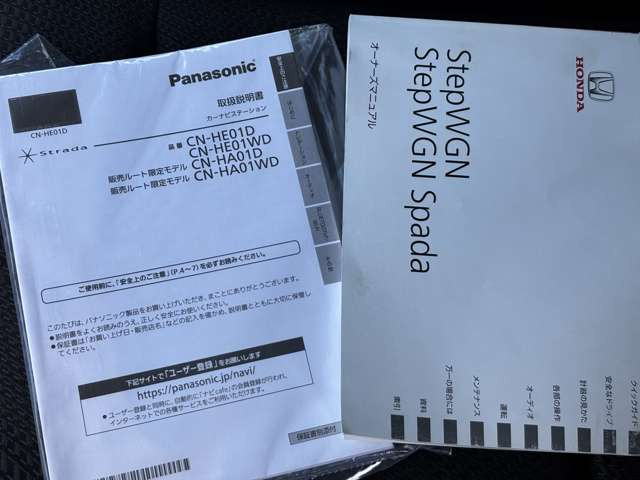 Panasonic
取扱説明書
カーナビステーション
CN-HE01D
Strada
品番 CN-HE01D
CN-HE01WD
販売ルート限定モデル CN-HA01D
販売ルート限定モデル CN-HA01WD
ご使用前に、「安全上のご注意」(P.4~7)を必ずお読みください。
このたびは、パナソニック製品をお買い上げいただき、まことにありがとうございます。
●説明書をよくお読みのうえ、正しく安全にお使いください。
●保証書は「お買い上げ日・販売店名」などの記入を確かめ、説明書とともに大切に保管し
てください。
下記サイトで「ユーザー登録」をお願いします
https://panasonic.jp/navi/
●ユーザー登録と同時に、自動的に「ナビcafe」の会員登録が行われ、
インターネットでの各種サービスをご利用いただけます。
保証書別添付
HONDA
StepWGN
StepWGN Spada
オーナーズマニュアル
クイックガイド
安全なドライブ
計器の見かた
各部の操作
オーディオ
運転
メンテナンス
万一の場合には
資料
索引